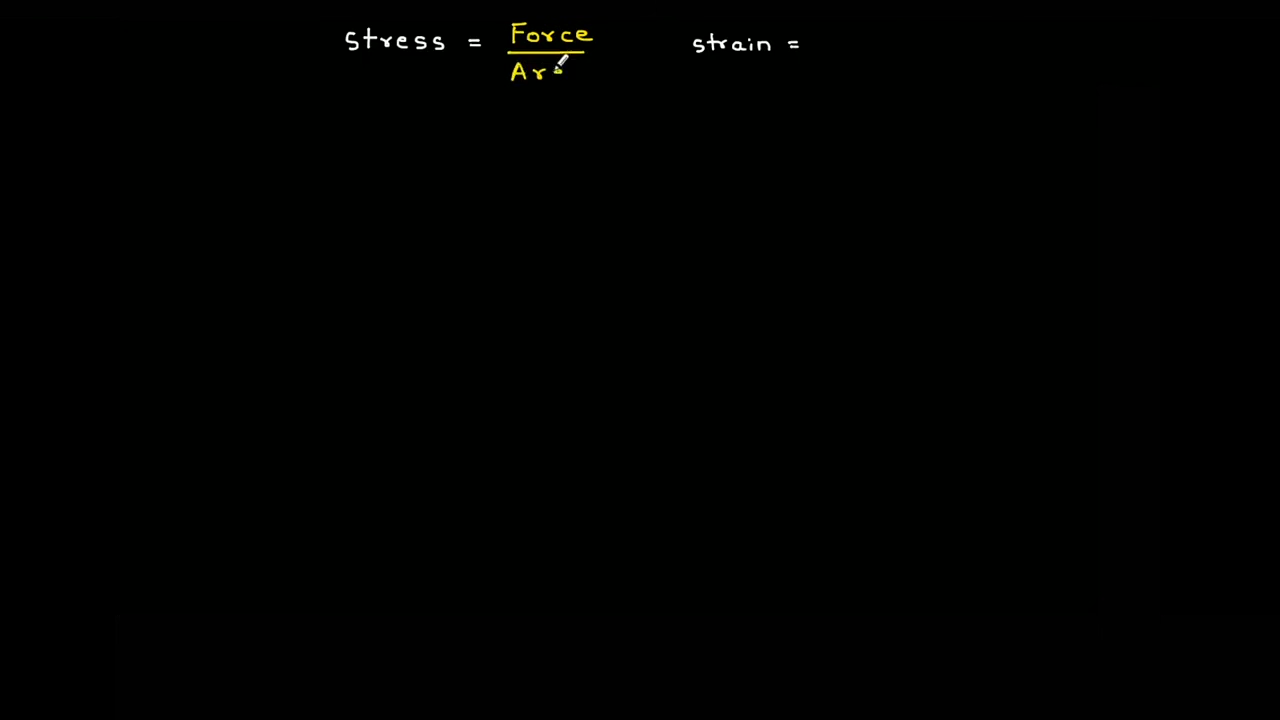 stress = Force strain =
Ar